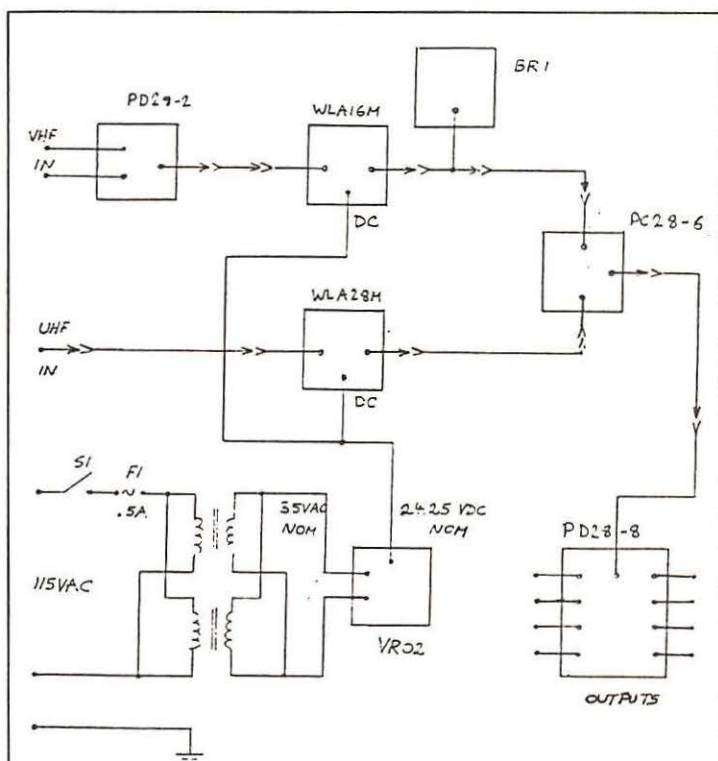 BR1
PD29-2
WLA16M
VHF
IN
DC
PC28-6
WLA28M
UHF
IN
DC
S1
F1
.5A
35VAC
NOM
24.25 VDC
NOM
PD28-8
115VAC
VR02
OUTPUTS